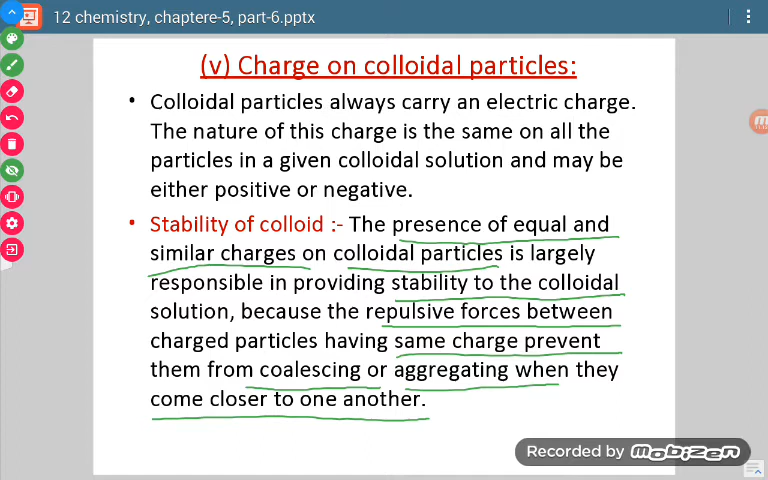 12 chemistry, chaptere-5, part-6.pptx
(v) Charge on colloidal particles:
• Colloidal particles always carry an electric charge.
The nature of this charge is the same on all the
particles in a given colloidal solution and may be
either positive or negative.
• Stability of colloid :- The presence of equal and
similar charges on colloidal particles is largely
responsible in providing stability to the colloidal
solution, because the repulsive forces between
charged particles having same charge prevent
them from coalescing or aggregating when they
come closer to one another.
Recorded by mobizen